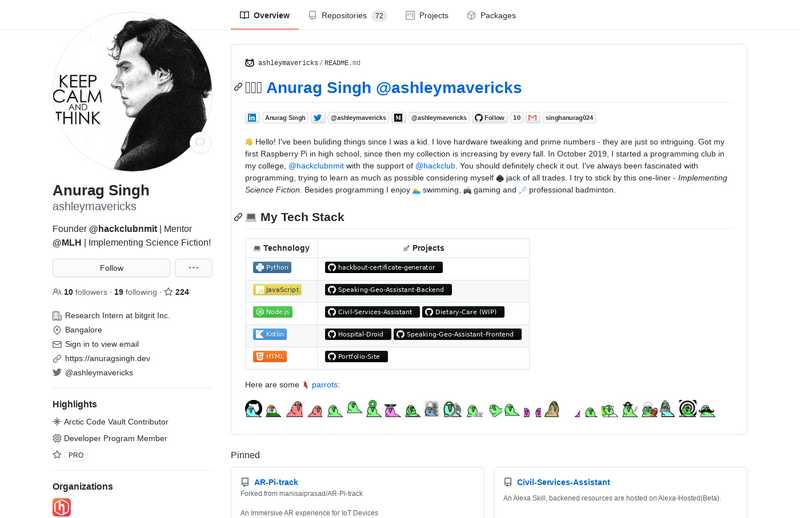 Overview
Repositories 72
Projects
Packages
KEEP
CALM
AND
THINK
Anurag Singh
ashleymavericks
Founder @hackclubnmit | Mentor
@MLH | Implementing Science Fiction!
Follow
10 followers · 19 following · 224
Research Intern at bitgrit Inc.
Bangalore
Sign in to view email
https://anuragsingh.dev
@ashleymavericks
Highlights
Arctic Code Vault Contributor
Developer Program Member
PRO
Organizations
ashleymavericks/README.md
Anurag Singh @ashleymavericks
Anurag Singh @ashleymavericks @ashleymavericks Follow 10 singhanurag024
Hello! I've been buliding things since I was a kid. I love hardware tweaking and prime numbers - they are just so intriguing. Got my
first Raspberry Pi in high school, since then my collection is increasing by every fall. In October 2019, I started a programming club in
my college, @hackclubnmit with the support of @hackclub. You should definitely check it out. I've always been fascinated with
programming, trying to learn as much as possible considering myself jack of all trades. I try to stick by this one-liner - Implementing
Science Fiction. Besides programming I enjoy swimming, gaming and professional badminton.
My Tech Stack
Technology Projects
Python hackbout-certificate-generator
JavaScript Speaking-Geo-Assistant-Backend
Node.js Civil-Services-Assistant Dietary-Care (WIP)
Kotlin Hospital-Droid Speaking-Geo-Assistant-Frontend
HTML Portfolio-Site
Here are some parrots:
Pinned
AR-Pi-track
Forked from manisaiprasad/AR-Pi-track
An Immersive AR experience for IoT Devices
Civil-Services-Assistant
An Alexa Skill, backened resources are hosted on Alexa-Hosted(Beta).